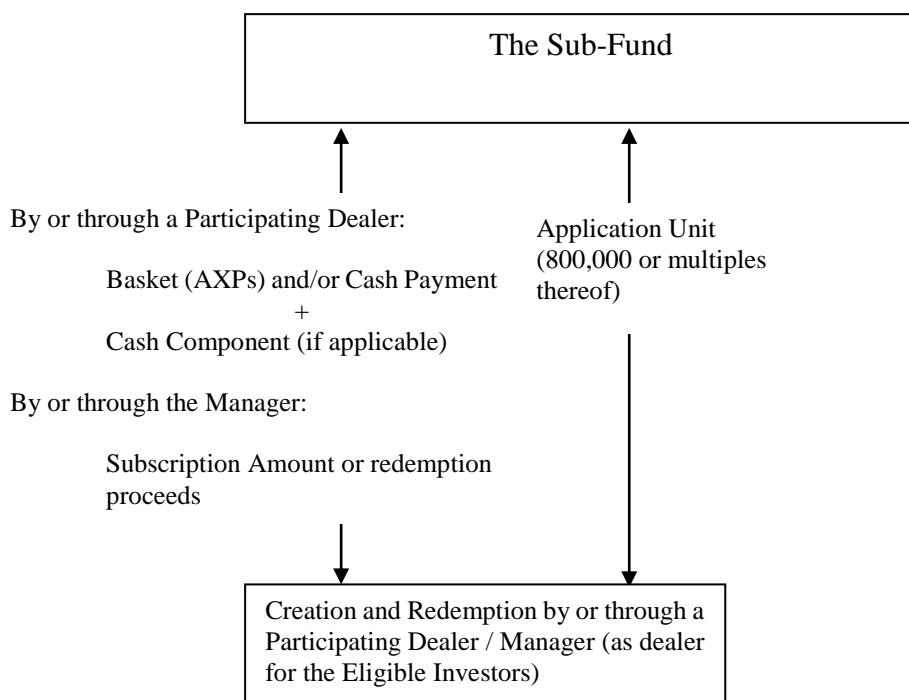 The Sub-Fund
By or through a Participating Dealer:
Basket (AXPs) and/or Cash Payment
+
Cash Component (if applicable)
By or through the Manager:
Subscription Amount or redemption
proceeds
Application Unit
(800,000 or multiples
thereof)
Creation and Redemption by or through a
Participating Dealer / Manager (as dealer
for the Eligible Investors)